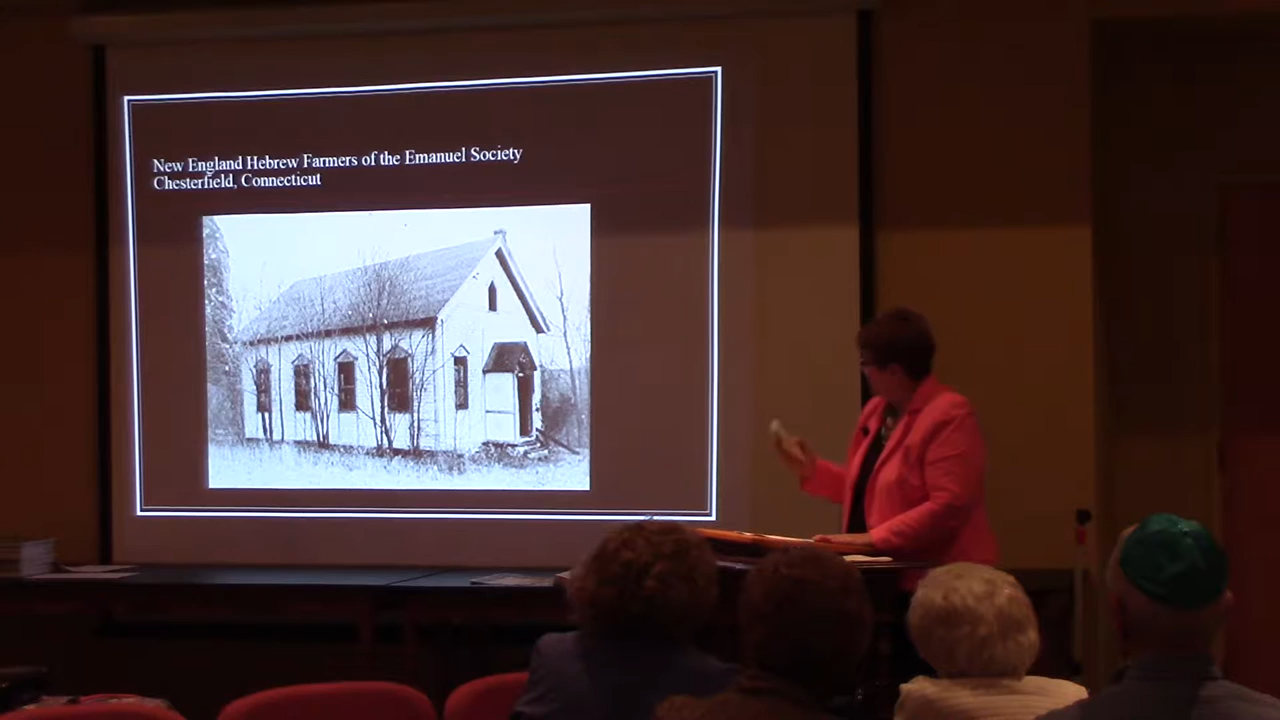 New England Hebrew Farmers of the Emanuel Society
Chesterfield, Connecticut